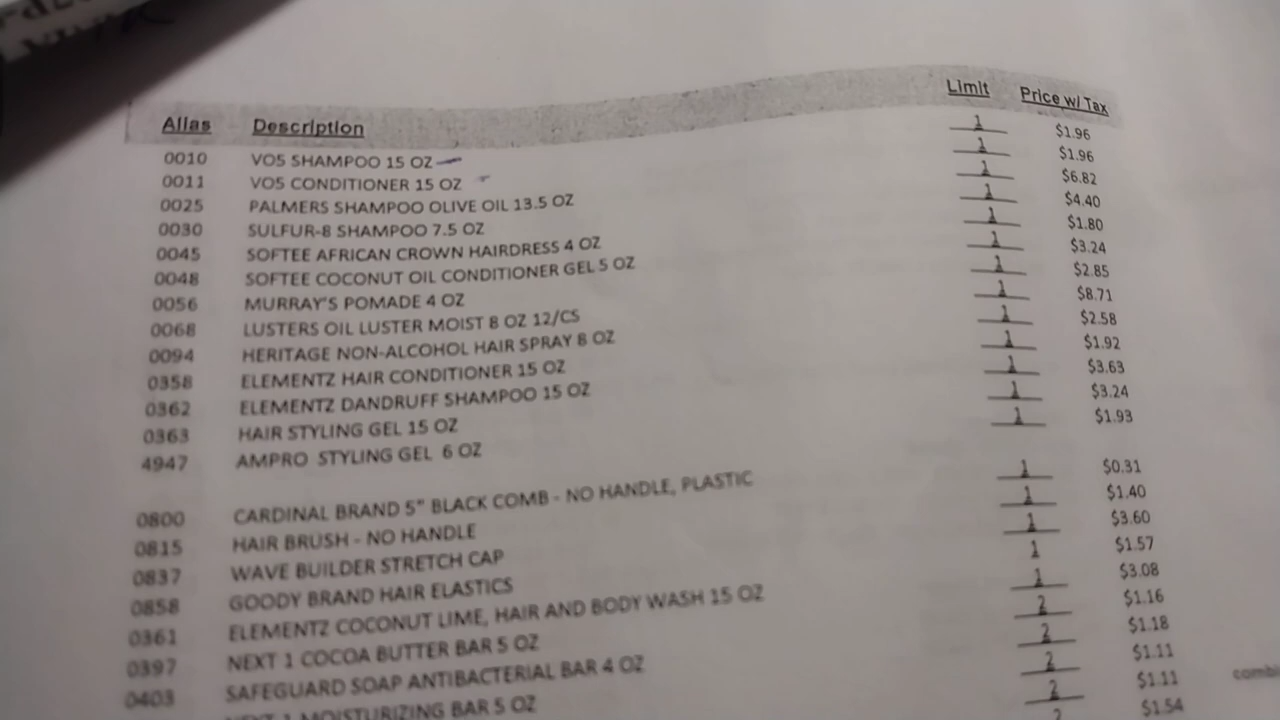 Alias Description Limit Price w/ Tax
0010 VO5 SHAMPOO 15 OZ 1 $1.96
0011 VO5 CONDITIONER 15 OZ 1 $1.96
0025 PALMERS SHAMPOO OLIVE OIL 13.5 OZ 1 $6.82
0030 SULFUR-8 SHAMPOO 7.5 OZ 1 $4.40
0045 SOFTEE AFRICAN CROWN HAIRDRESS 4 OZ 1 $1.80
0048 SOFTEE COCONUT OIL CONDITIONER GEL 5 OZ 1 $3.24
0056 MURRAY'S POMADE 4 OZ 1 $2.85
0068 LUSTERS OIL LUSTER MOIST 8 OZ 12/CS 1 $8.71
0094 HERITAGE NON-ALCOHOL HAIR SPRAY 8 OZ 1 $2.58
0358 ELEMENTZ HAIR CONDITIONER 15 OZ 1 $1.92
0362 ELEMENTZ DANDRUFF SHAMPOO 15 OZ 1 $3.63
0363 HAIR STYLING GEL 15 OZ 1 $3.24
4947 AMPRO STYLING GEL 6 OZ 1 $1.93
0800 CARDINAL BRAND 5" BLACK COMB - NO HANDLE, PLASTIC 1 $0.31
0815 HAIR BRUSH - NO HANDLE 1 $1.40
0837 WAVE BUILDER STRETCH CAP 1 $3.60
0858 GOODY BRAND HAIR ELASTICS 1 $1.57
0361 ELEMENTZ COCONUT LIME, HAIR AND BODY WASH 15 OZ 1 $3.08
0397 NEXT 1 COCOA BUTTER BAR 5 OZ 2 $1.16
0403 SAFEGUARD SOAP ANTIBACTERIAL BAR 4 OZ 2 $1.18
NEXT 1 MOISTURIZING BAR 5 OZ 2 $1.11
2 $1.11
2 $1.54